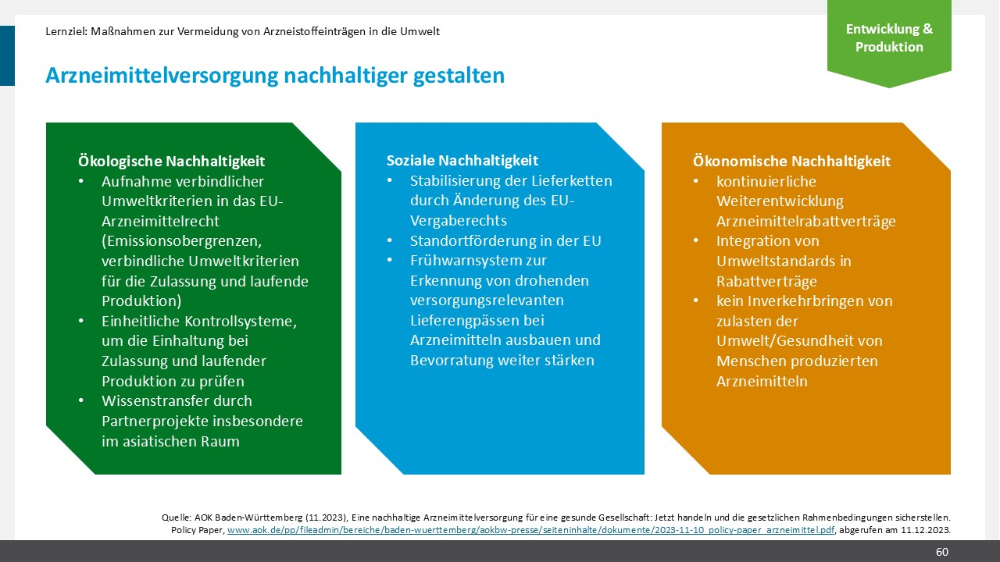 Lernziel: Maßnahmen zur Vermeidung von Arzneistoffeinträgen in die Umwelt
Entwicklung &
Produktion
Arzneimittelversorgung nachhaltiger gestalten
Ökologische Nachhaltigkeit
• Aufnahme verbindlicher
Umweltkriterien in das EU-
Arzneimittelrecht
(Emissionsobergrenzen,
verbindliche Umweltkriterien
für die Zulassung und laufende
Produktion)
• Einheitliche Kontrollsysteme,
um die Einhaltung bei
Zulassung und laufender
Produktion zu prüfen
• Wissenstransfer durch
Partnerprojekte insbesondere
im asiatischen Raum
Soziale Nachhaltigkeit
• Stabilisierung der Lieferketten
durch Änderung des EU-
Vergaberechts
• Standortförderung in der EU
• Frühwarnsystem zur
Erkennung von drohenden
versorgungsrelevanten
Lieferengpässen bei
Arzneimitteln ausbauen und
Bevorratung weiter stärken
Ökonomische Nachhaltigkeit
• kontinuierliche
Weiterentwicklung
Arzneimittelrabattverträge
• Integration von
Umweltstandards in
Rabattverträge
• kein Inverkehrbringen von
zulasten der
Umwelt/Gesundheit von
Menschen produzierten
Arzneimitteln
Quelle: AOK Baden-Württemberg (11.2023), Eine nachhaltige Arzneimittelversorgung für eine gesunde Gesellschaft: Jetzt handeln und die gesetzlichen Rahmenbedingungen sicherstellen.
Policy Paper, www.aok.de/pp/fileadmin/bereiche/baden-wuerttemberg/aokbw-presse/seiteninhalte/dokumente/2023-11-10_policy-paper_arzneimittel.pdf, abgerufen am 11.12.2023.
60